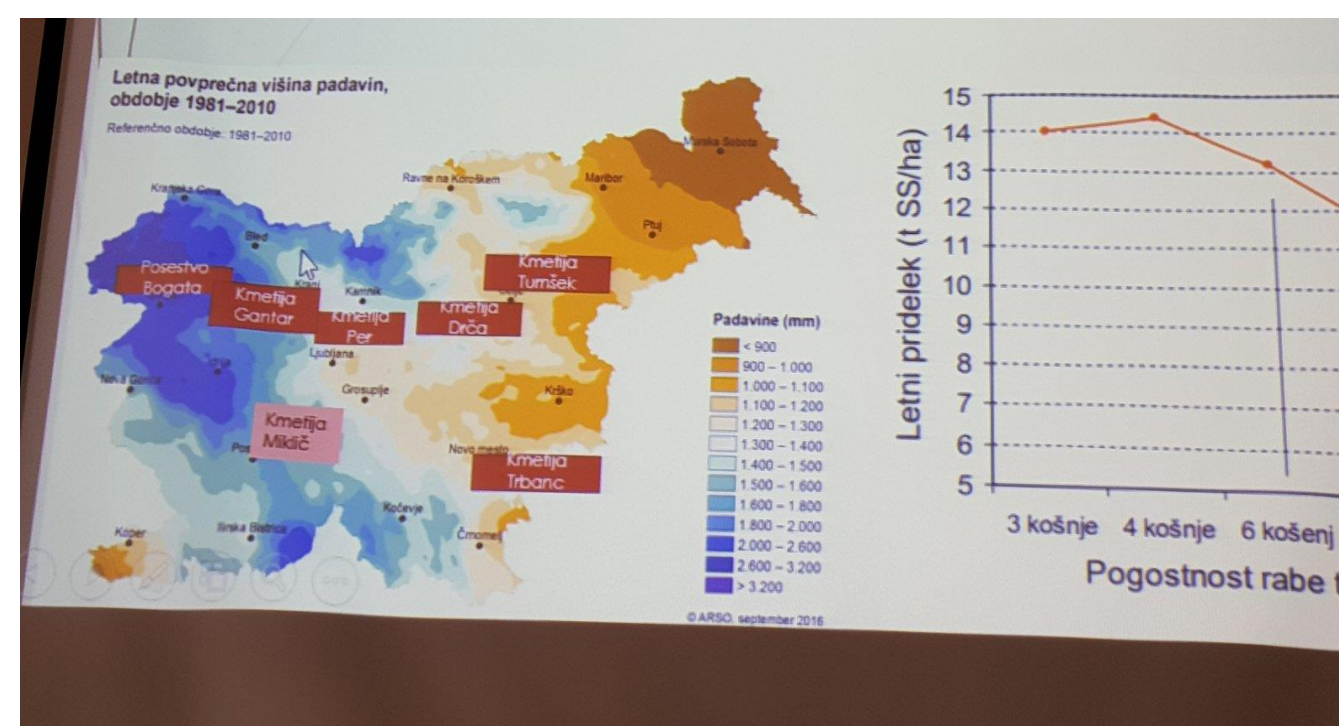 Letna povprečna višina padavin,
obdobje 1981–2010
Referenčno obdobje: 1981–2010
Kranjska Gora
Ravne na Koroškem
Maribor
Murska Sobota
Ptuj
Bled
Kranj
Kamnik
Posestvo
Bogata
Kmetija
Gantar
Kmetija
Per
Kmetija
Drča
Kmetija
Turnšek
Ljubljana
Idrija
Nova Gorica
Grosuplje
Krško
Kmetija
Miklič
Pos
Novo mesto
Kmetija
Trbanc
Kočevje
Koper
Ilirska Bistrica
Črnomelj
Padavine (mm)
< 900
900 – 1.000
1.000 – 1.100
1.100 – 1.200
1.200 – 1.300
1.300 – 1.400
1.400 – 1.500
1.500 – 1.600
1.600 – 1.800
1.800 – 2.000
2.000 – 2.600
2.600 – 3.200
> 3.200
© ARSO, september 2016
Letni pridelek (t SS/ha)
15
14
13
12
11
10
9
8
7
6
5
3 košnje 4 košnje 6 košenj
Pogostnost rabe